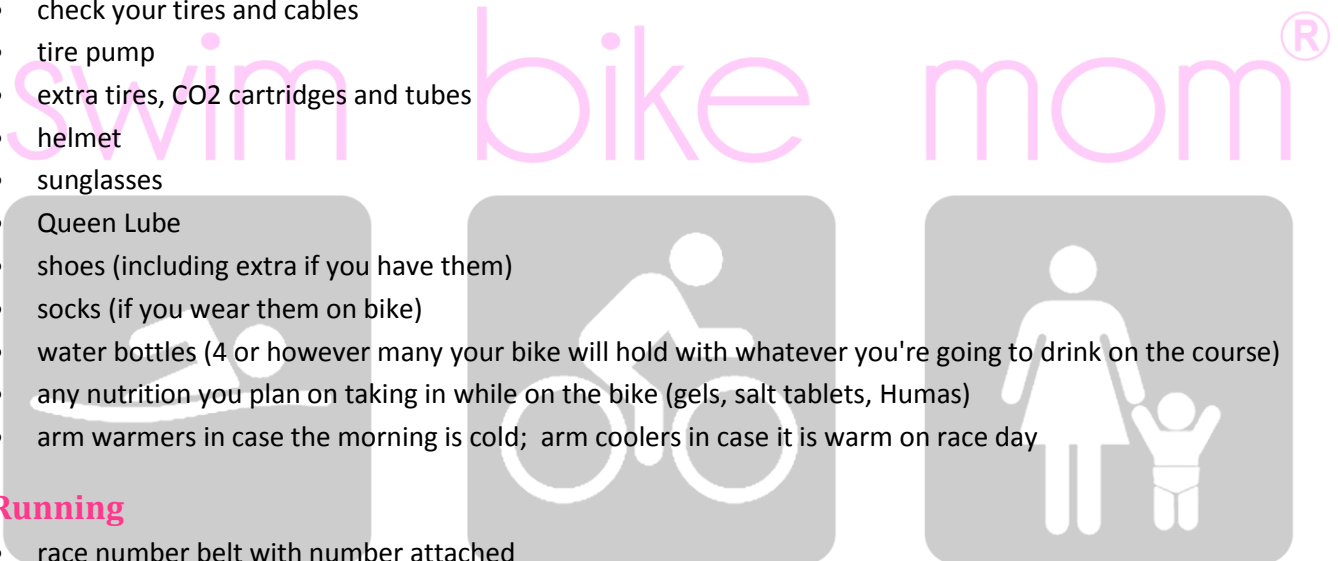 • check your tires and cables
• tire pump
• extra tires, CO2 cartridges and tubes
• helmet
• sunglasses
• Queen Lube
• shoes (including extra if you have them)
• socks (if you wear them on bike)
• water bottles (4 or however many your bike will hold with whatever you're going to drink on the course)
• any nutrition you plan on taking in while on the bike (gels, salt tablets, Humas)
• arm warmers in case the morning is cold;  arm coolers in case it is warm on race day
Running
• race number belt with number attached
swim bike mom®